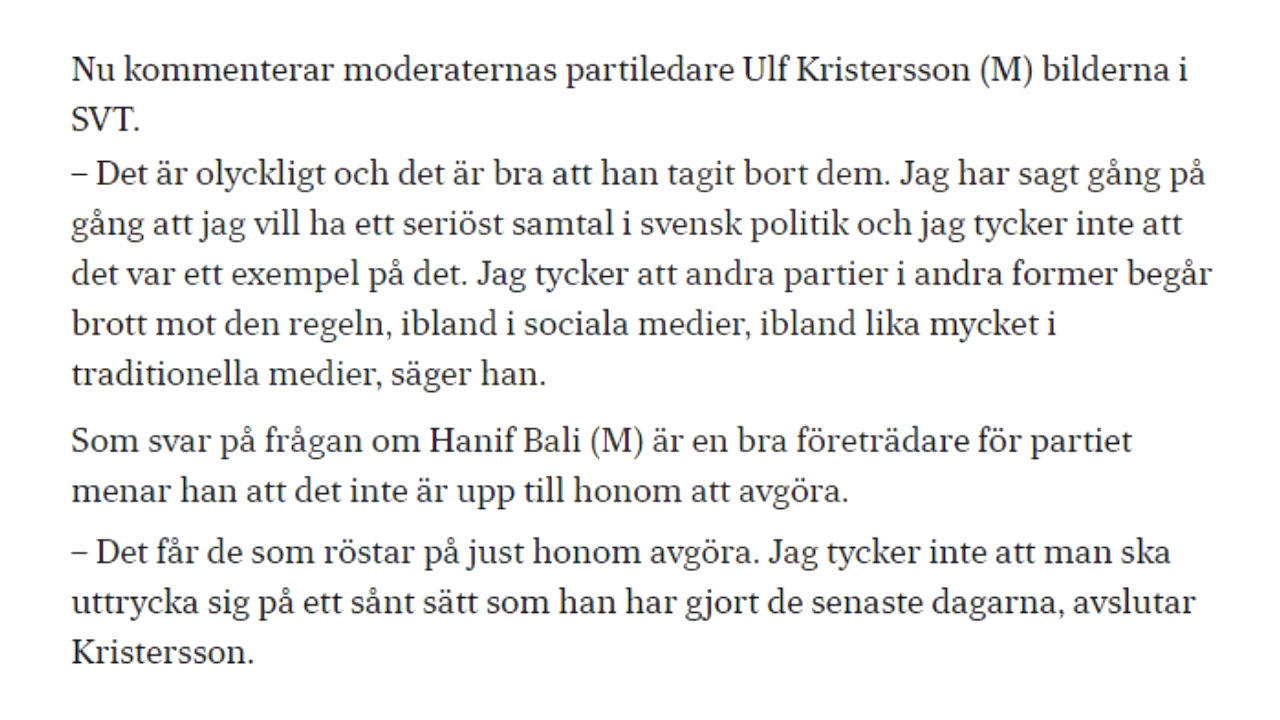 Nu kommenterar moderaternas partiledare Ulf Kristersson (M) bilderna i
SVT.
– Det är olyckligt och det är bra att han tagit bort dem. Jag har sagt gång på
gång att jag vill ha ett seriöst samtal i svensk politik och jag tycker inte att
det var ett exempel på det. Jag tycker att andra partier i andra former begår
brott mot den regeln, ibland i sociala medier, ibland lika mycket i
traditionella medier, säger han.
Som svar på frågan om Hanif Bali (M) är en bra företrädare för partiet
menar han att det inte är upp till honom att avgöra.
– Det får de som röstar på just honom avgöra. Jag tycker inte att man ska
uttrycka sig på ett sånt sätt som han har gjort de senaste dagarna, avslutar
Kristersson.